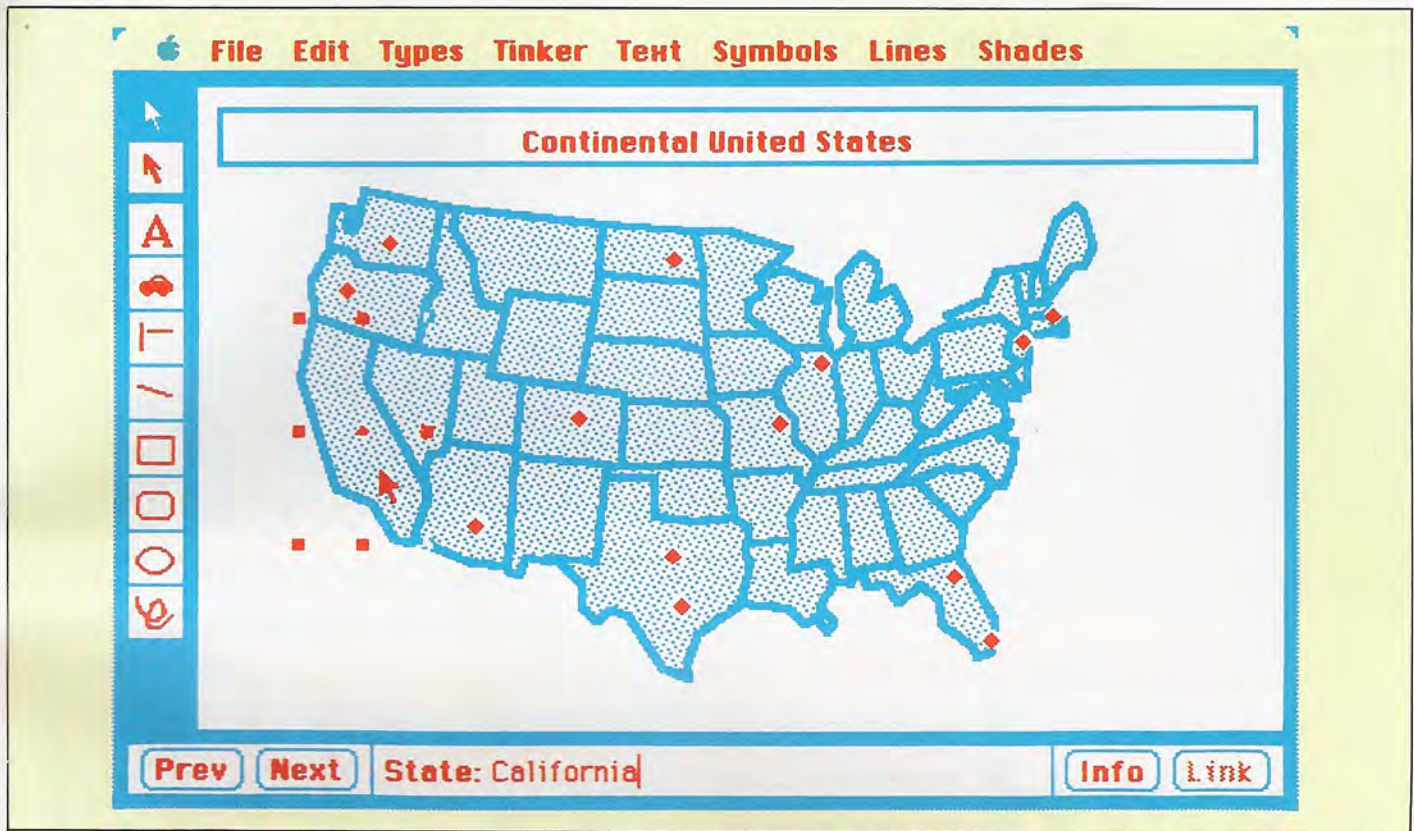 File Edit Types Tinker Text Symbols Lines Shades
Continental United States
A
Prev Next State: California Info Link